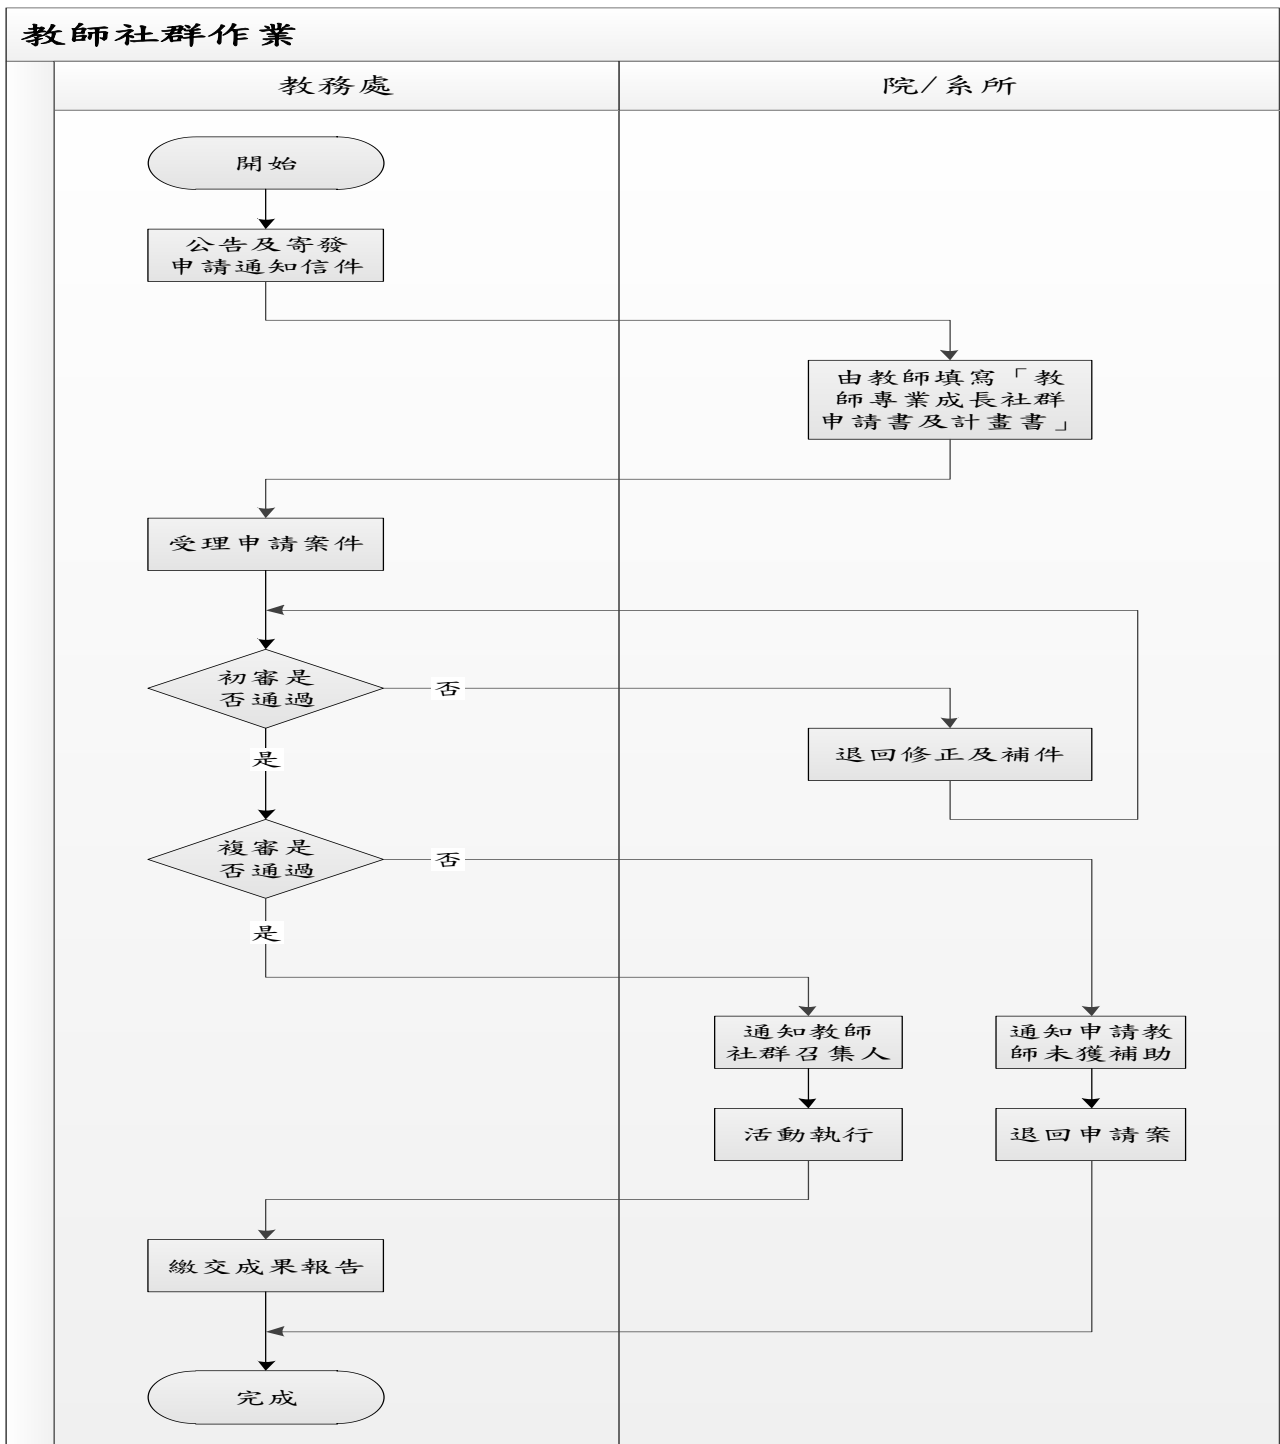 教師社群作業
教務處
院/系所
開始
公告及寄發
申請通知信件
由教師填寫「教
師專業成長社群
申請書及計畫書」
受理申請案件
初審是
否通過
否
退回修正及補件
是
複審是
否通過
否
是
通知教師
社群召集人
通知申請教
師未獲補助
活動執行
退回申請案
繳交成果報告
完成